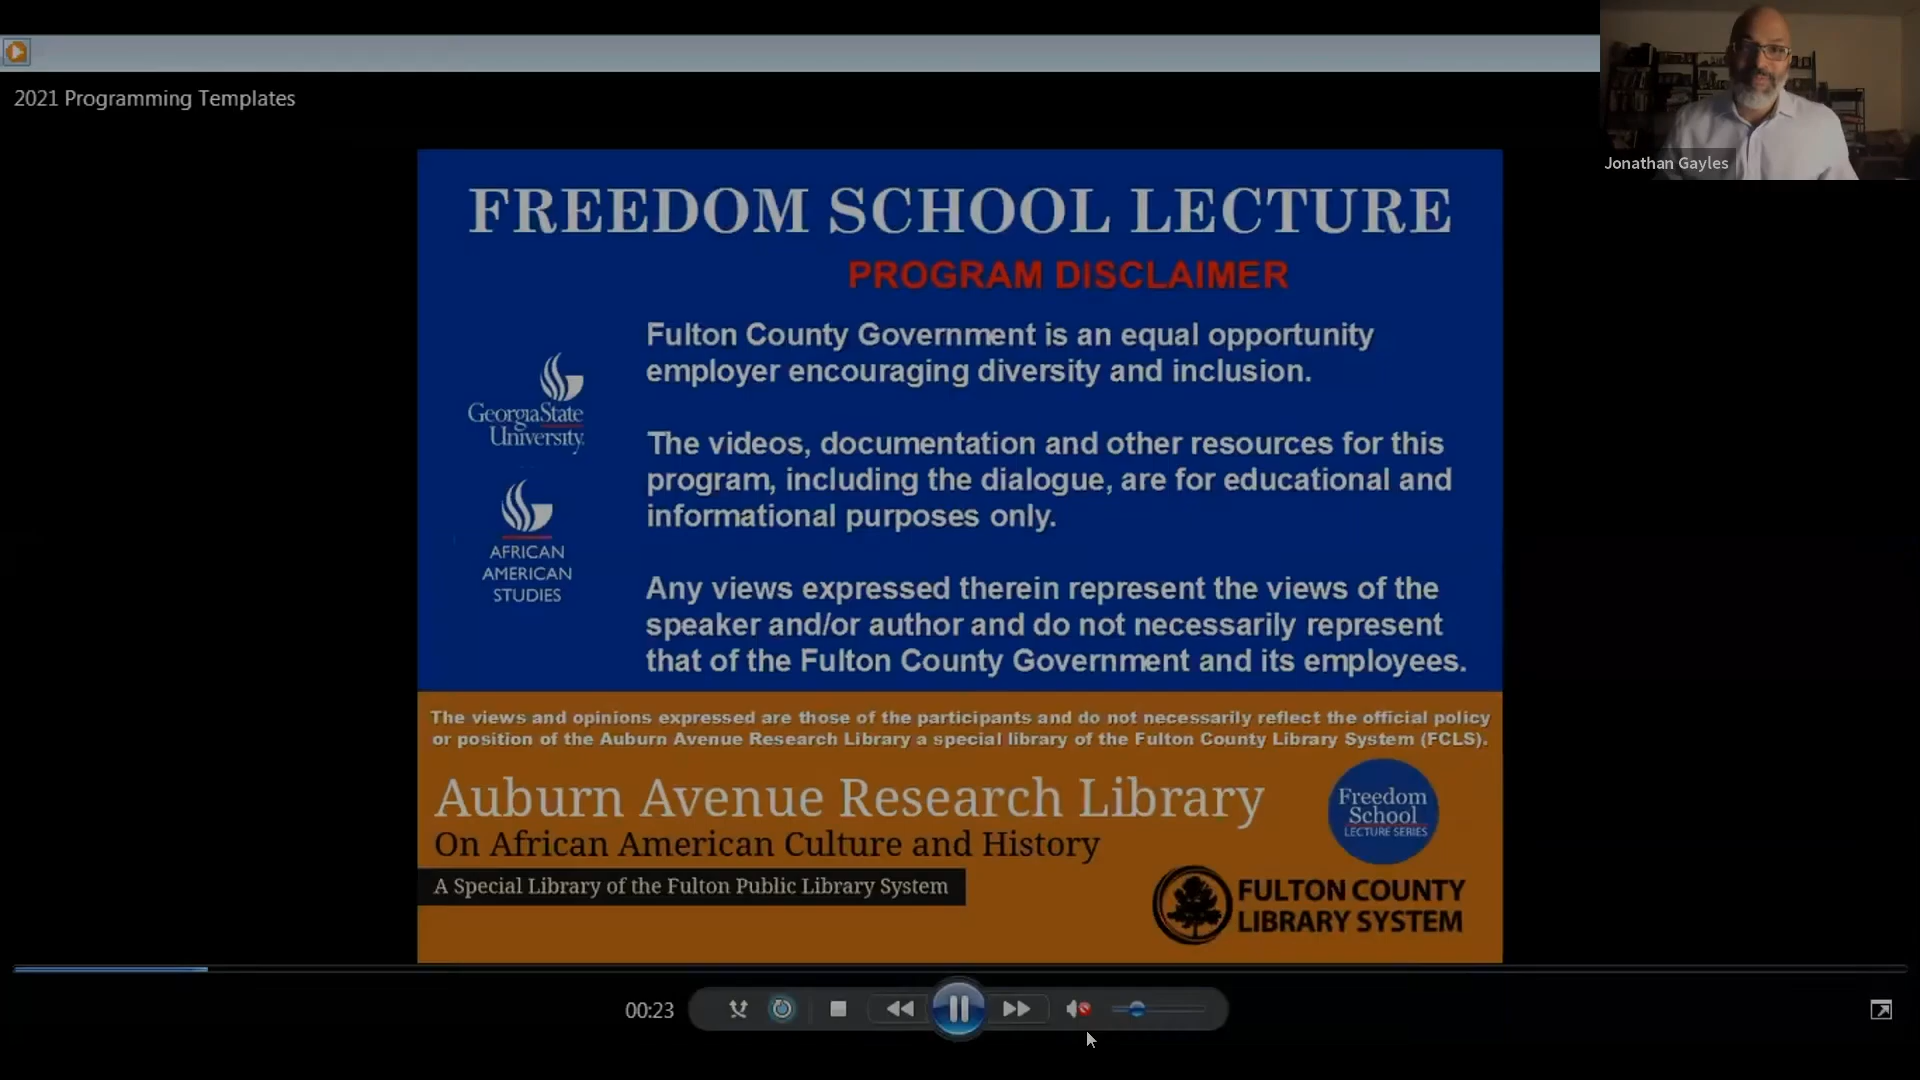 2021 Programming Templates
Jonathan Gayles
FREEDOM SCHOOL LECTURE
PROGRAM DISCLAIMER
Fulton County Government is an equal opportunity
employer encouraging diversity and inclusion.
The videos, documentation and other resources for this
program, including the dialogue, are for educational and
informational purposes only.
Any views expressed therein represent the views of the
speaker and/or author and do not necessarily represent
that of the Fulton County Government and its employees.
GeorgiaState
University
AFRICAN
AMERICAN
STUDIES
The views and opinions expressed are those of the participants and do not necessarily reflect the official policy
or position of the Auburn Avenue Research Library a special library of the Fulton County Library System (FCLS).
Auburn Avenue Research Library
On African American Culture and History
A Special Library of the Fulton Public Library System
Freedom
School
LECTURE SERIES
FULTON COUNTY
LIBRARY SYSTEM
00:23